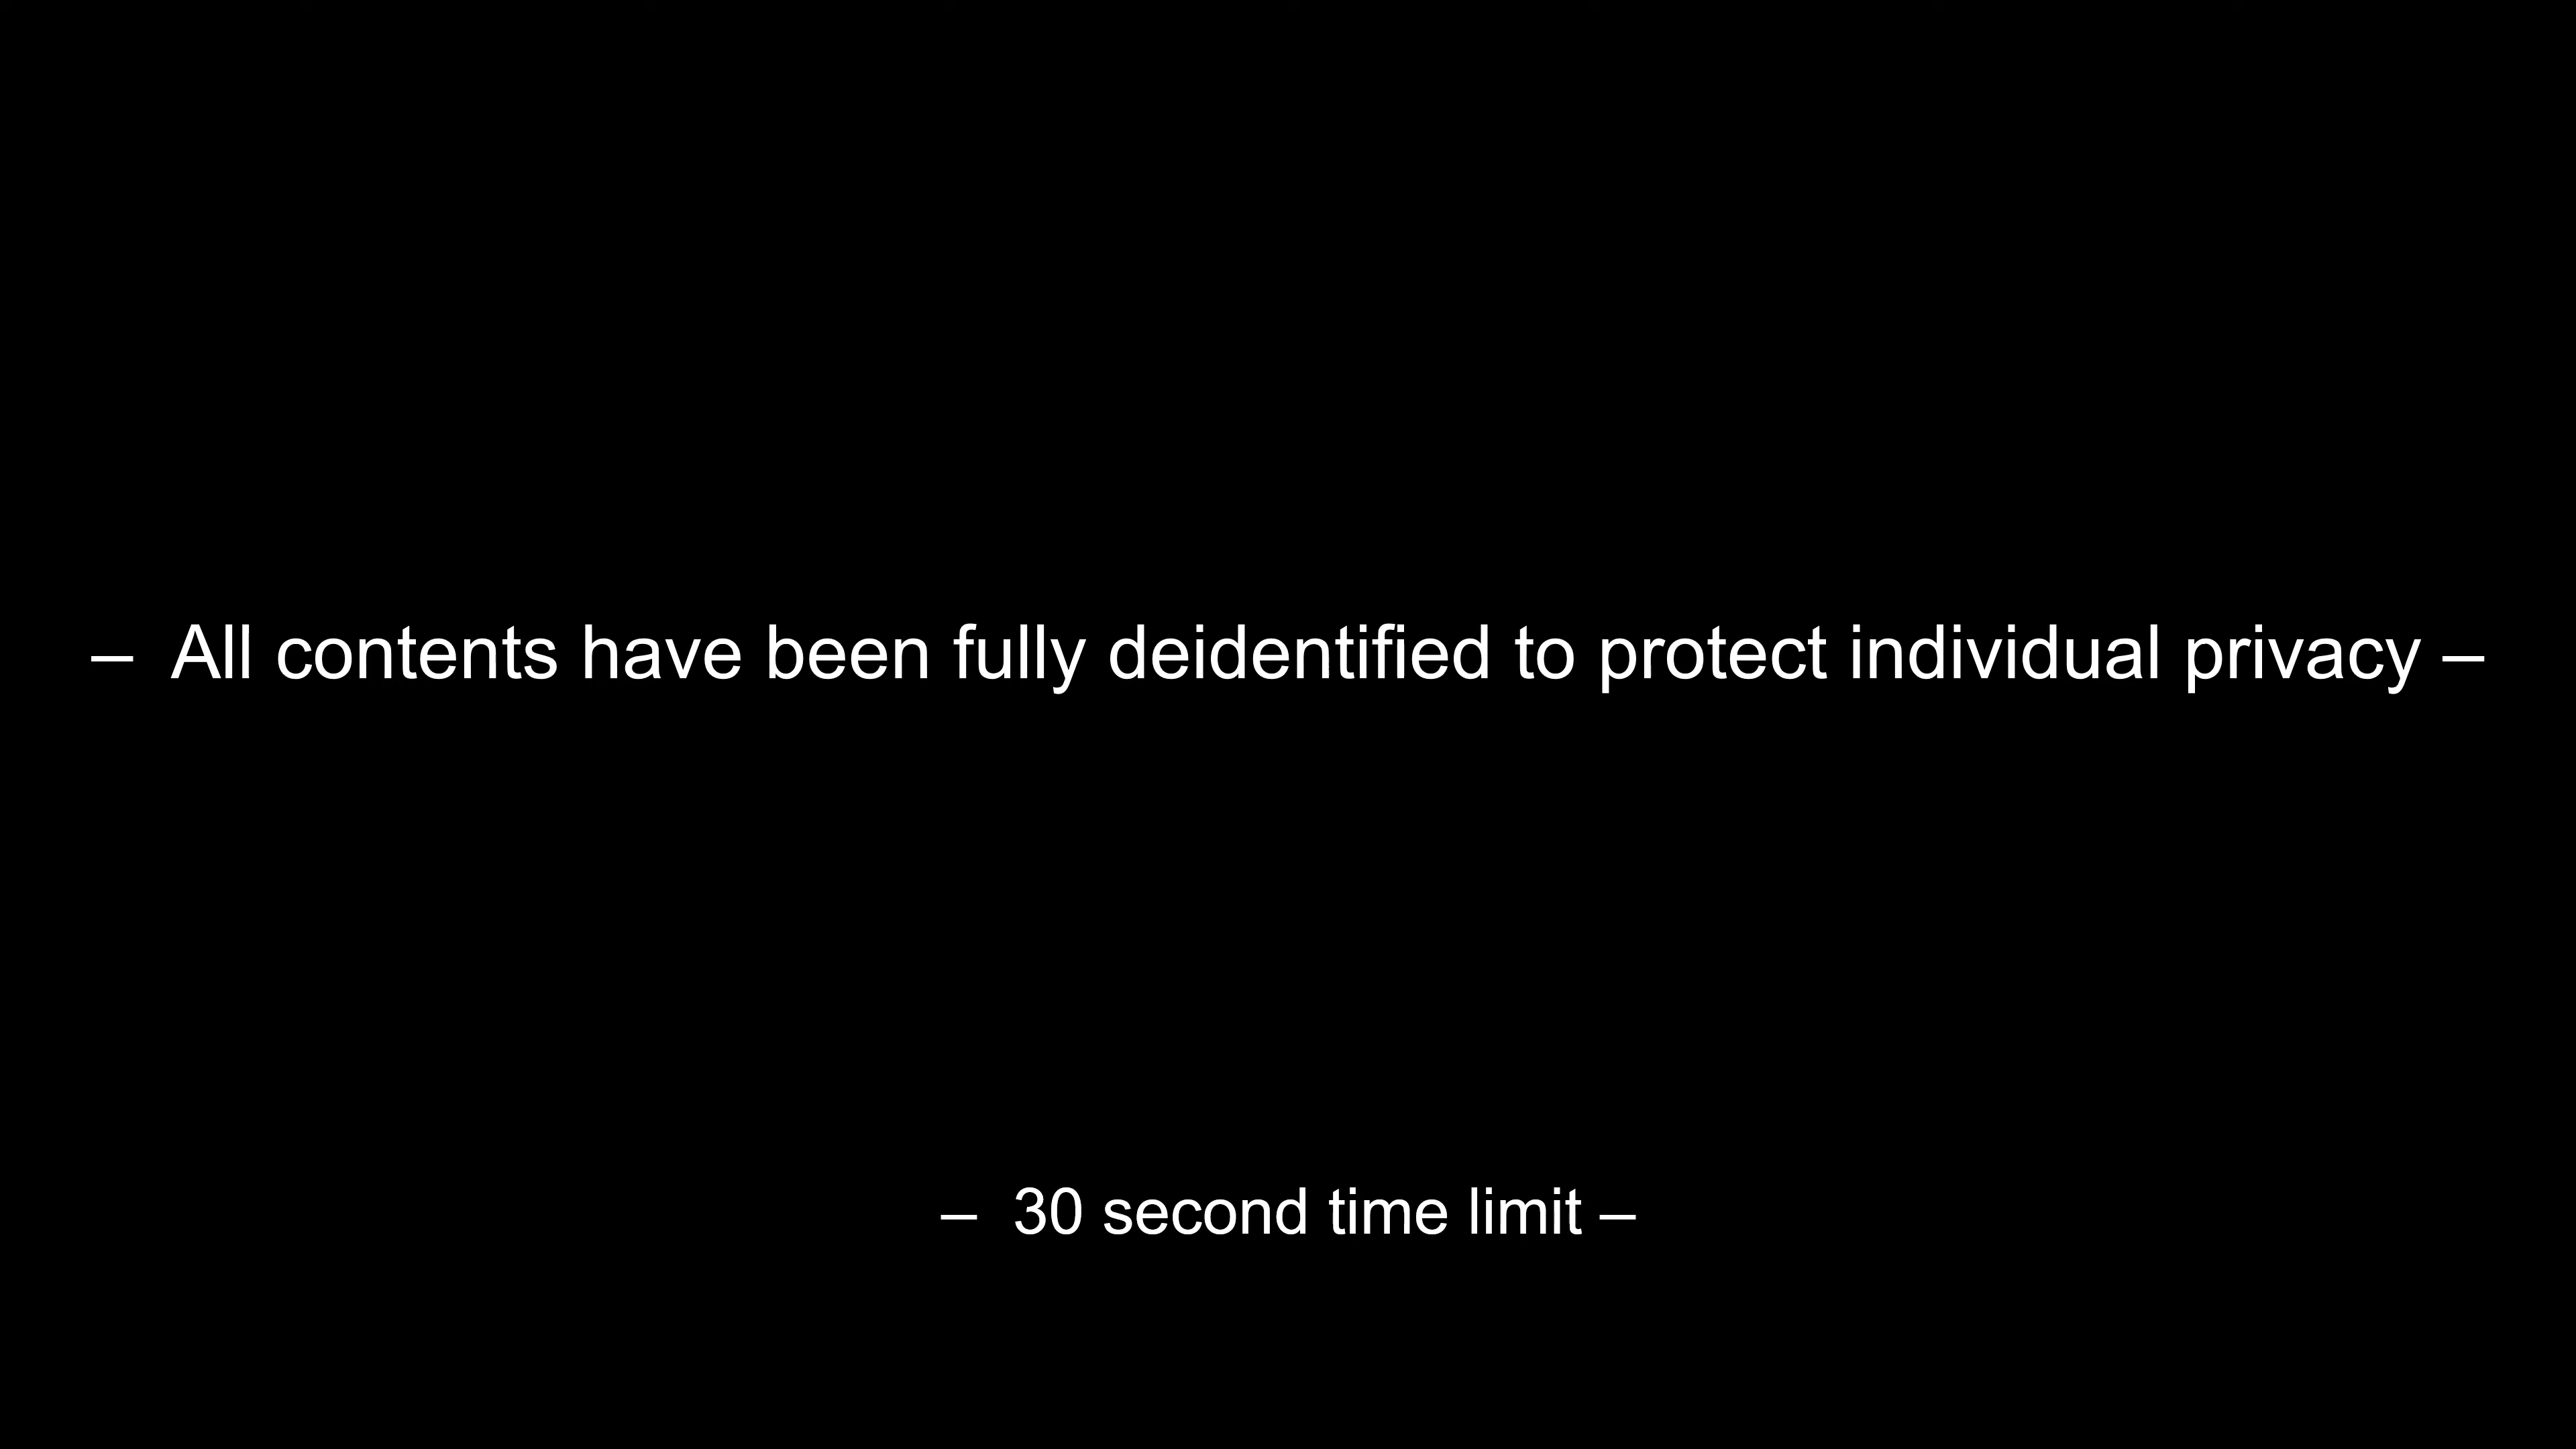 –  All contents have been fully deidentified to protect individual privacy –
–  30 second time limit –